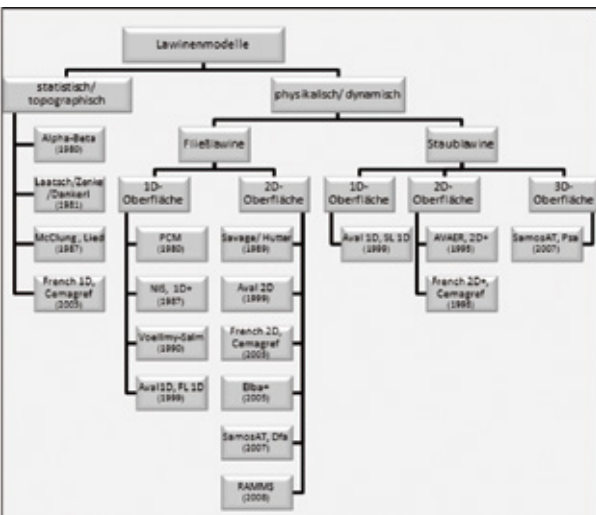 Lawinenmodelle
statistisch/
topographisch
physikalisch/ dynamisch
Alpha-Beta
(1980)
Laatsch/Zenke
/Dankerl
(1981)
McClung, Lied
(1987)
French 1D,
Cemagref
(2003)
Fließlawine
Staublawine
1D-
Oberfläche
2D-
Oberfläche
1D-
Oberfläche
2D-
Oberfläche
3D-
Oberfläche
PCM
(1980)
NIS, 1D+
(1987)
Voellmy-Salm
(1990)
Aval1D, FL 1D
(1999)
Savage/ Hutter
(1989)
Aval 2D
(1999)
French 2D,
Cemagref
(2003)
Elba+
(2005)
SamosAT, Dfa
(2007)
RAMMS
(2008)
Aval 1D, SL 1D
(1999)
AVAER, 2D+
French 2D+,
Cemagref
SamosAT, Psa
(2007)